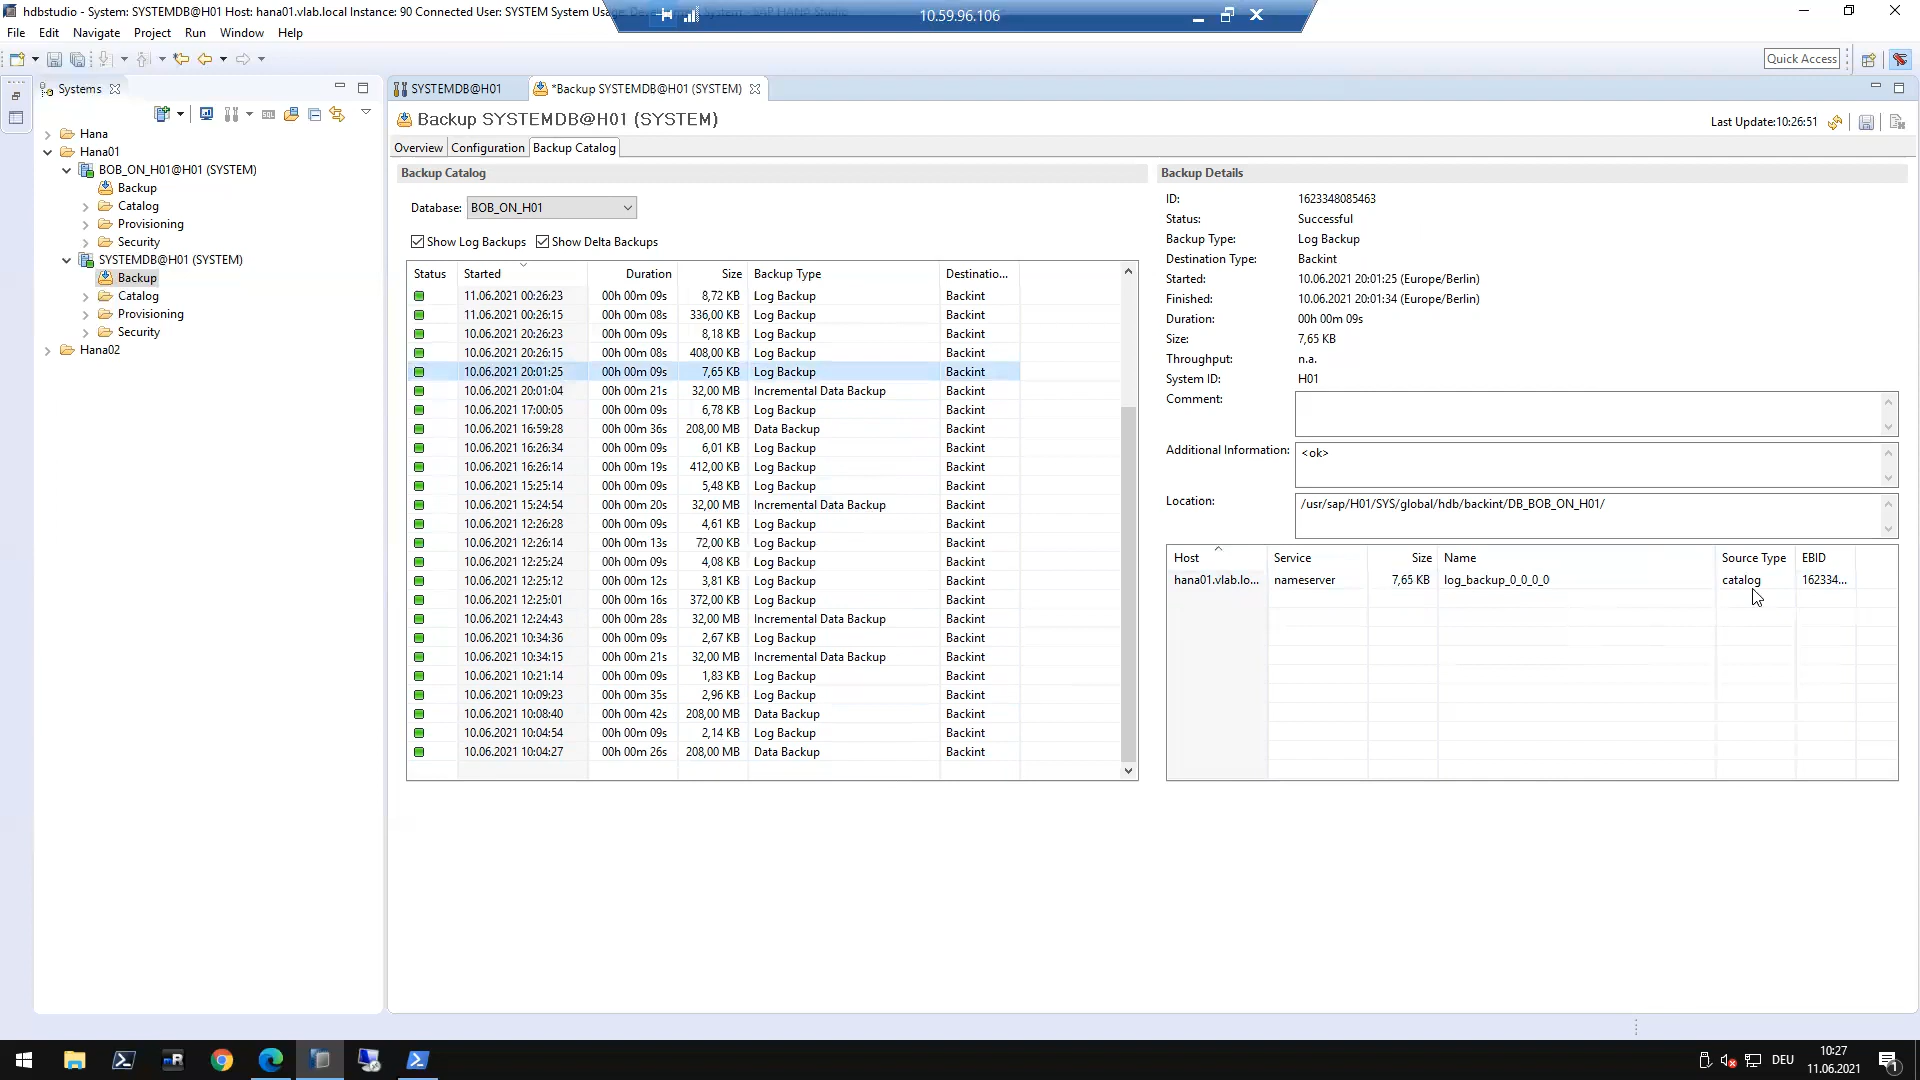 hdbstudio - System: SYSTEMDB@H01 Host: hana01.vlab.local Instance: 90 Connected User: SYSTEM System Usage:
10.59.96.106
File Edit Navigate Project Run Window Help
Quick Access
Systems
Hana
Hana01
BOB_ON_H01@H01 (SYSTEM)
Backup
Catalog
Provisioning
Security
SYSTEMDB@H01 (SYSTEM)
Backup
Catalog
Provisioning
Security
Hana02
SYSTEMDB@H01
*Backup SYSTEMDB@H01 (SYSTEM)
Backup SYSTEMDB@H01 (SYSTEM)
Last Update:10:26:51
Overview Configuration Backup Catalog
Backup Catalog
Database: BOB_ON_H01
Show Log Backups Show Delta Backups
Status Started Duration Size Backup Type Destinatio...
11.06.2021 00:26:23 00h 00m 09s 8,72 KB Log Backup Backint
11.06.2021 00:26:15 00h 00m 08s 336,00 KB Log Backup Backint
10.06.2021 20:26:23 00h 00m 09s 8,18 KB Log Backup Backint
10.06.2021 20:26:15 00h 00m 08s 408,00 KB Log Backup Backint
10.06.2021 20:01:25 00h 00m 09s 7,65 KB Log Backup Backint
10.06.2021 20:01:04 00h 00m 21s 32,00 MB Incremental Data Backup Backint
10.06.2021 17:00:05 00h 00m 09s 6,78 KB Log Backup Backint
10.06.2021 16:59:28 00h 00m 36s 208,00 MB Data Backup Backint
10.06.2021 16:26:34 00h 00m 09s 6,01 KB Log Backup Backint
10.06.2021 16:26:14 00h 00m 19s 412,00 KB Log Backup Backint
10.06.2021 15:25:14 00h 00m 09s 5,48 KB Log Backup Backint
10.06.2021 15:24:54 00h 00m 20s 32,00 MB Incremental Data Backup Backint
10.06.2021 12:26:28 00h 00m 09s 4,61 KB Log Backup Backint
10.06.2021 12:26:14 00h 00m 13s 72,00 KB Log Backup Backint
10.06.2021 12:25:24 00h 00m 09s 4,08 KB Log Backup Backint
10.06.2021 12:25:12 00h 00m 12s 3,81 KB Log Backup Backint
10.06.2021 12:25:01 00h 00m 16s 372,00 KB Log Backup Backint
10.06.2021 12:24:43 00h 00m 28s 32,00 MB Incremental Data Backup Backint
10.06.2021 10:34:36 00h 00m 09s 2,67 KB Log Backup Backint
10.06.2021 10:34:15 00h 00m 21s 32,00 MB Incremental Data Backup Backint
10.06.2021 10:21:14 00h 00m 09s 1,83 KB Log Backup Backint
10.06.2021 10:09:23 00h 00m 35s 2,96 KB Log Backup Backint
10.06.2021 10:08:40 00h 00m 42s 208,00 MB Data Backup Backint
10.06.2021 10:04:54 00h 00m 09s 2,14 KB Log Backup Backint
10.06.2021 10:04:27 00h 00m 26s 208,00 MB Data Backup Backint
Backup Details
ID: 1623348085463
Status: Successful
Backup Type: Log Backup
Destination Type: Backint
Started: 10.06.2021 20:01:25 (Europe/Berlin)
Finished: 10.06.2021 20:01:34 (Europe/Berlin)
Duration: 00h 00m 09s
Size: 7,65 KB
Throughput: n.a.
System ID: H01
Comment:
Additional Information: <ok>
Location: /usr/sap/H01/SYS/global/hdb/backint/DB_BOB_ON_H01/
Host Service Size Name Source Type EBID
hana01.vlab.lo... nameserver 7,65 KB log_backup_0_0_0_0 catalog 162334...
DEU
10:27
11.06.2021
1